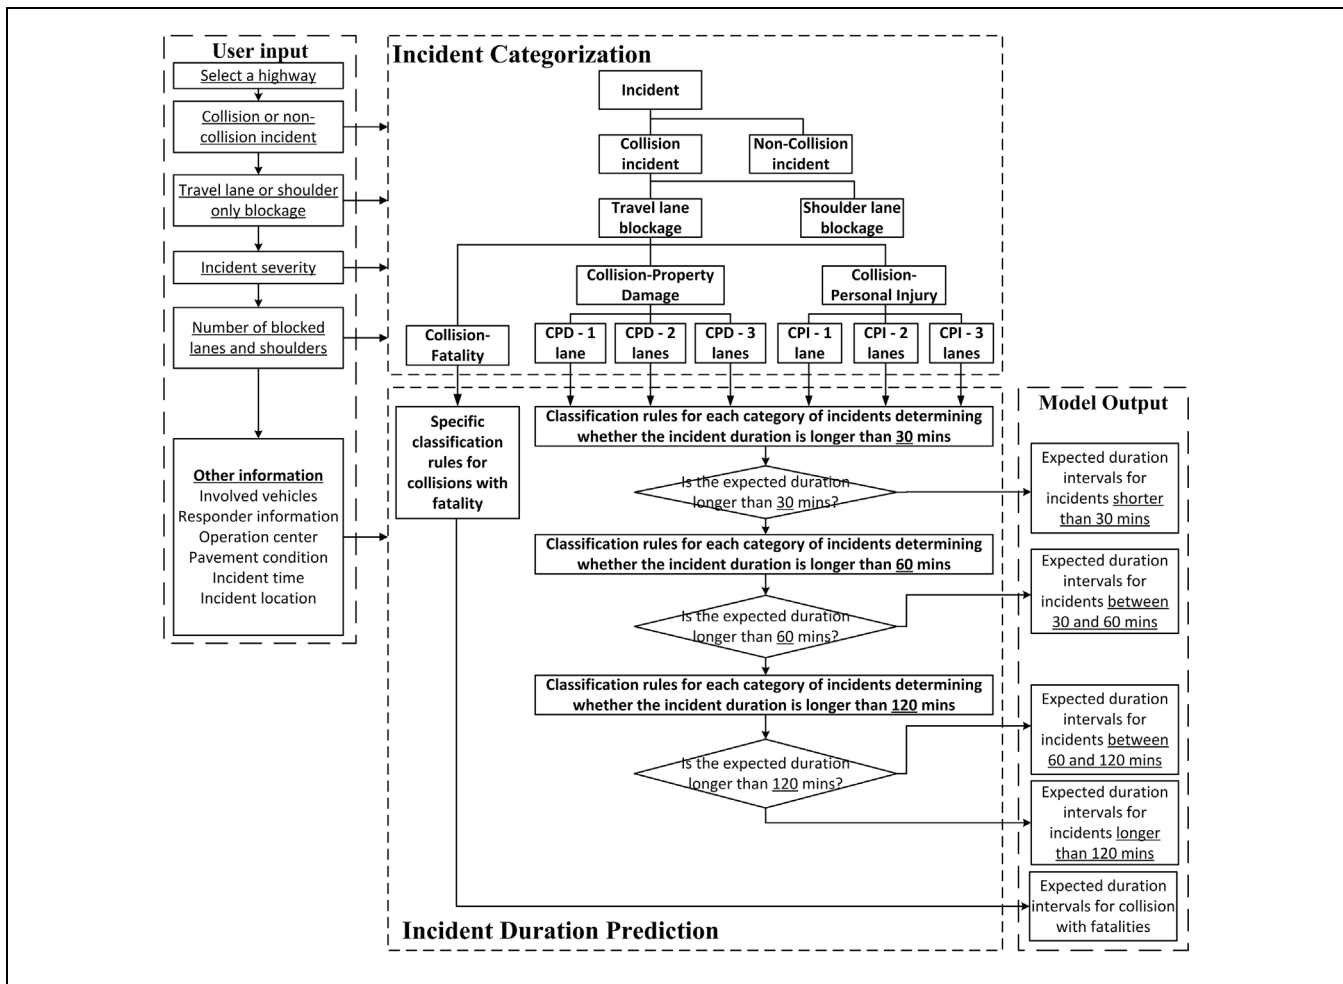 User input
Select a highway
Collision or non-
collision incident
Travel lane or shoulder
only blockage
Incident severity
Number of blocked
lanes and shoulders
Other information
Involved vehicles
Responder information
Operation center
Pavement condition
Incident time
Incident location
Incident Categorization
Incident
Collision
incident
Non-Collision
incident
Travel lane
blockage
Shoulder lane
blockage
Collision-Property
Damage
Collision-
Personal Injury
Collision-
Fatality
CPD - 1
lane
CPD - 2
lanes
CPD - 3
lanes
CPI - 1
lane
CPI - 2
lanes
CPI - 3
lanes
Specific
classification
rules for
collisions with
fatality
Classification rules for each category of incidents determining
whether the incident duration is longer than 30 mins
Is the expected duration
longer than 30 mins?
Classification rules for each category of incidents determining
whether the incident duration is longer than 60 mins
Is the expected duration
longer than 60 mins?
Classification rules for each category of incidents determining
whether the incident duration is longer than 120 mins
Is the expected duration
longer than 120 mins?
Incident Duration Prediction
Model Output
Expected duration
intervals for
incidents shorter
than 30 mins
Expected duration
intervals for
incidents between
30 and 60 mins
Expected duration
intervals for
incidents between
60 and 120 mins
Expected duration
intervals for
incidents longer
than 120 mins
Expected duration
intervals for collision
with fatalities